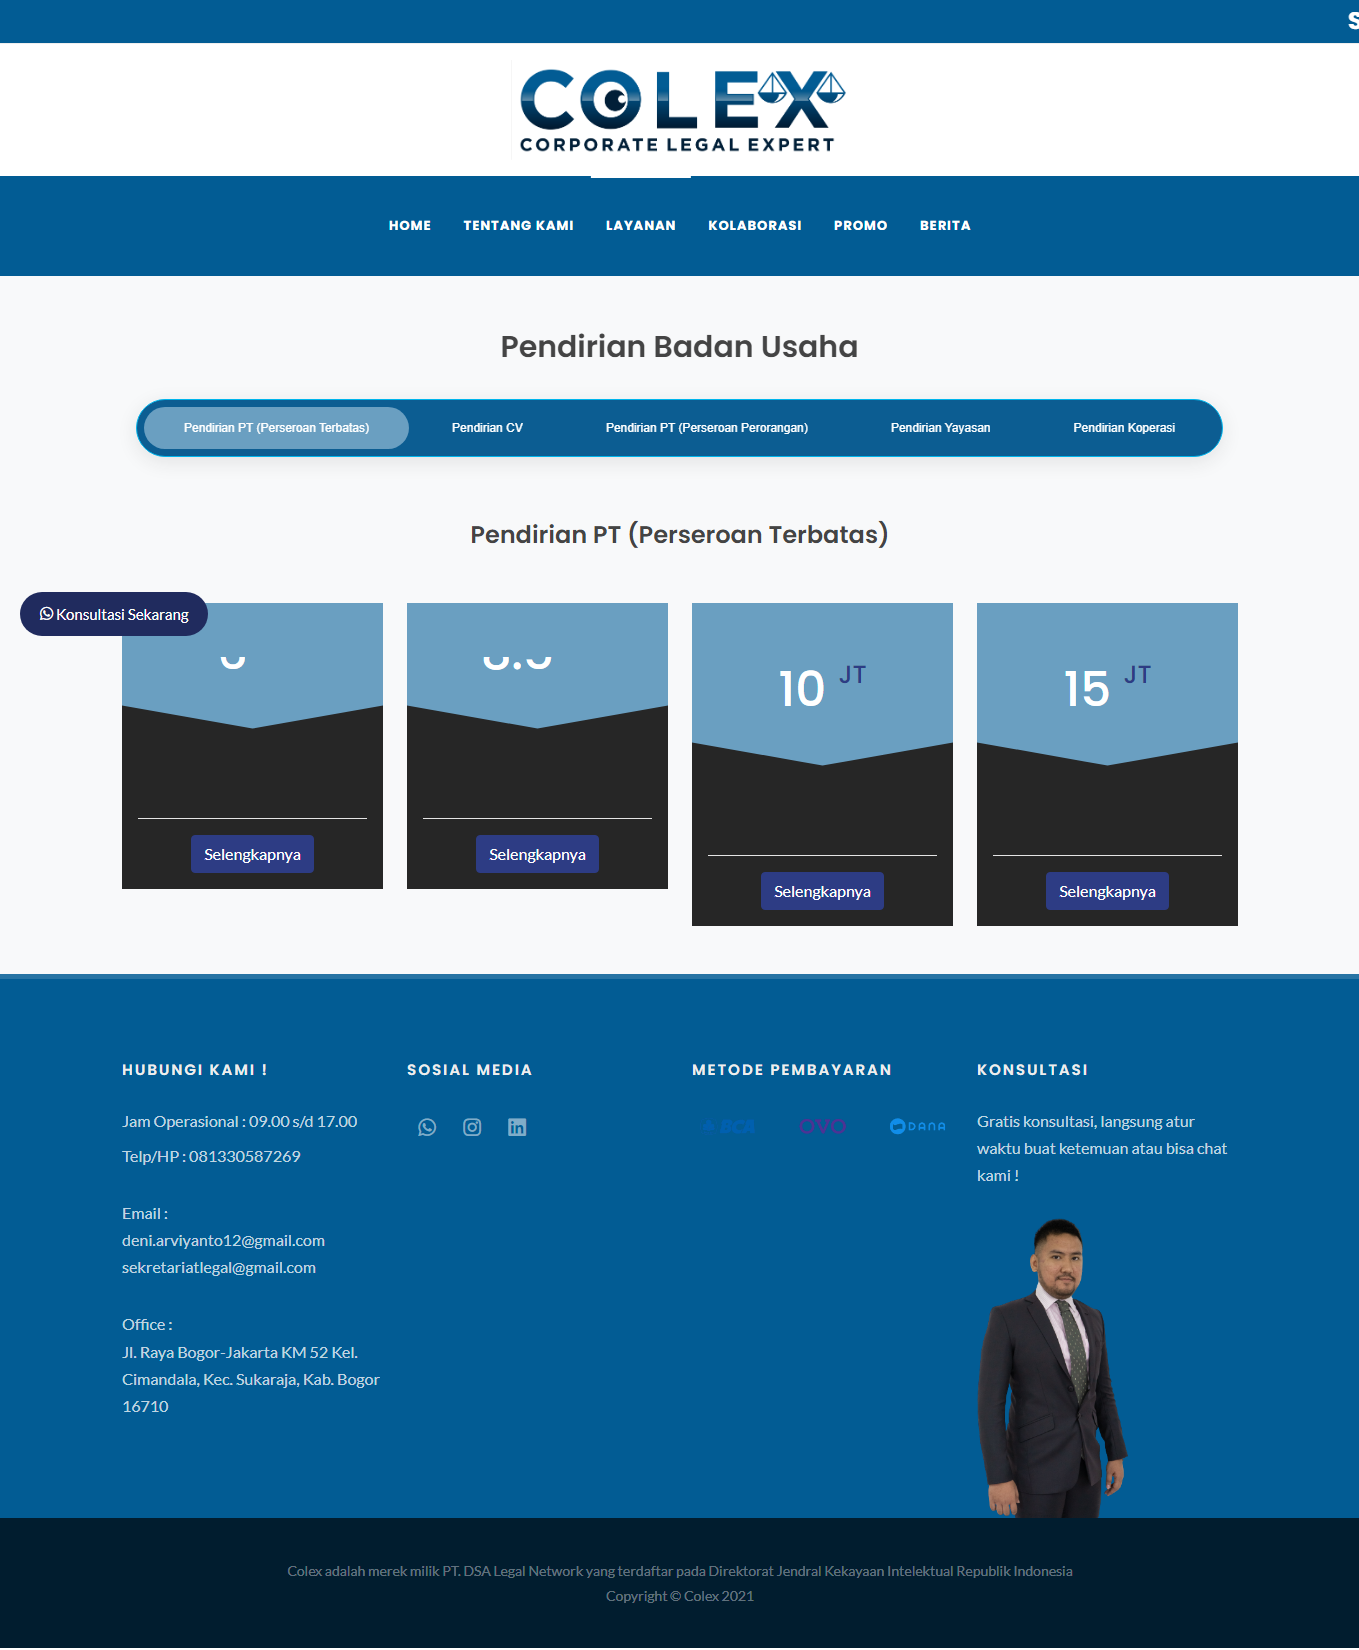 S
COLEX
CORPORATE LEGAL EXPERT
HOME TENTANG KAMI LAYANAN KOLABORASI PROMO BERITA
Pendirian Badan Usaha
Pendirian PT (Perseroan Terbatas) Pendirian CV Pendirian PT (Perseroan Perorangan) Pendirian Yayasan Pendirian Koperasi
Pendirian PT (Perseroan Terbatas)
Konsultasi Sekarang
10 JT
15 JT
Selengkapnya
Selengkapnya
Selengkapnya
Selengkapnya
HUBUNGI KAMI !
Jam Operasional : 09.00 s/d 17.00
Telp/HP : 081330587269
Email :
deni.arviyanto12@gmail.com
sekretariatlegal@gmail.com
Office :
Jl. Raya Bogor-Jakarta KM 52 Kel.
Cimandala, Kec. Sukaraja, Kab. Bogor
16710
SOSIAL MEDIA
METODE PEMBAYARAN
BCA OVO DANA
KONSULTASI
Gratis konsultasi, langsung atur
waktu buat ketemuan atau bisa chat
kami !
Colex adalah merek milik PT. DSA Legal Network yang terdaftar pada Direktorat Jendral Kekayaan Intelektual Republik Indonesia
Copyright © Colex 2021